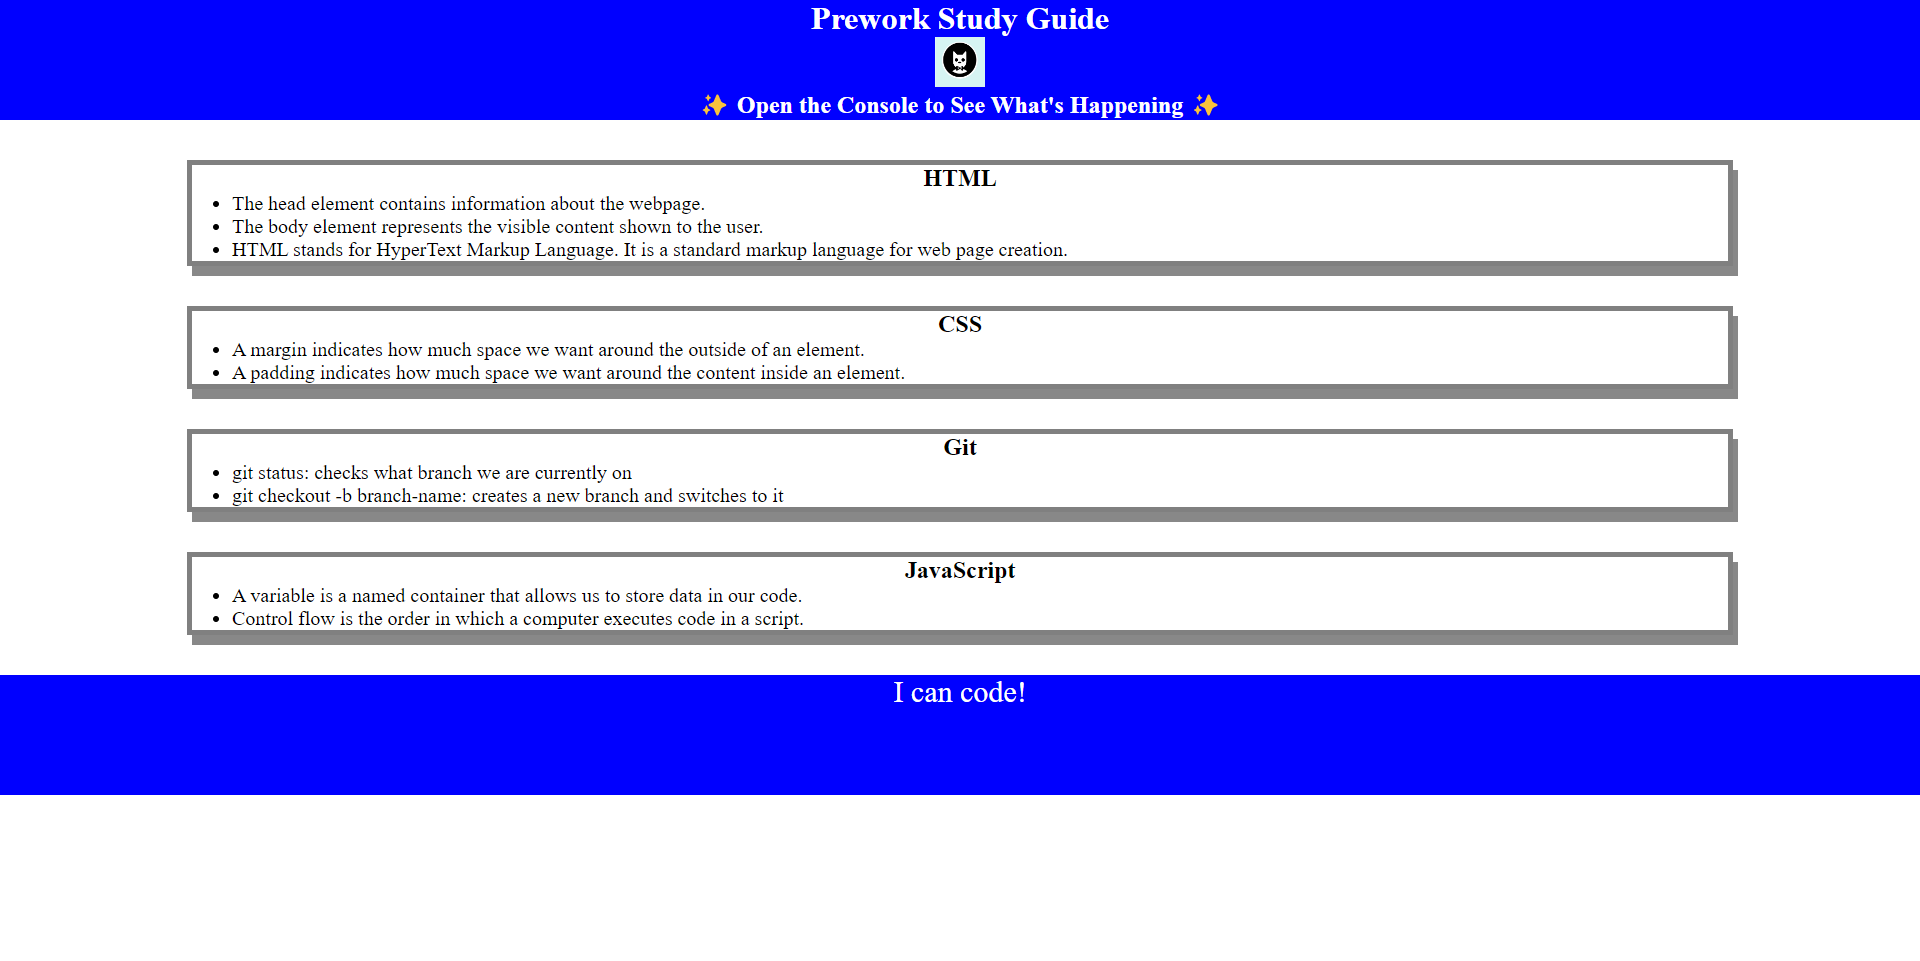 Prework Study Guide
✨ Open the Console to See What's Happening ✨
HTML
• The head element contains information about the webpage.
• The body element represents the visible content shown to the user.
• HTML stands for HyperText Markup Language. It is a standard markup language for web page creation.
CSS
• A margin indicates how much space we want around the outside of an element.
• A padding indicates how much space we want around the content inside an element.
Git
• git status: checks what branch we are currently on
• git checkout -b branch-name: creates a new branch and switches to it
JavaScript
• A variable is a named container that allows us to store data in our code.
• Control flow is the order in which a computer executes code in a script.
I can code!